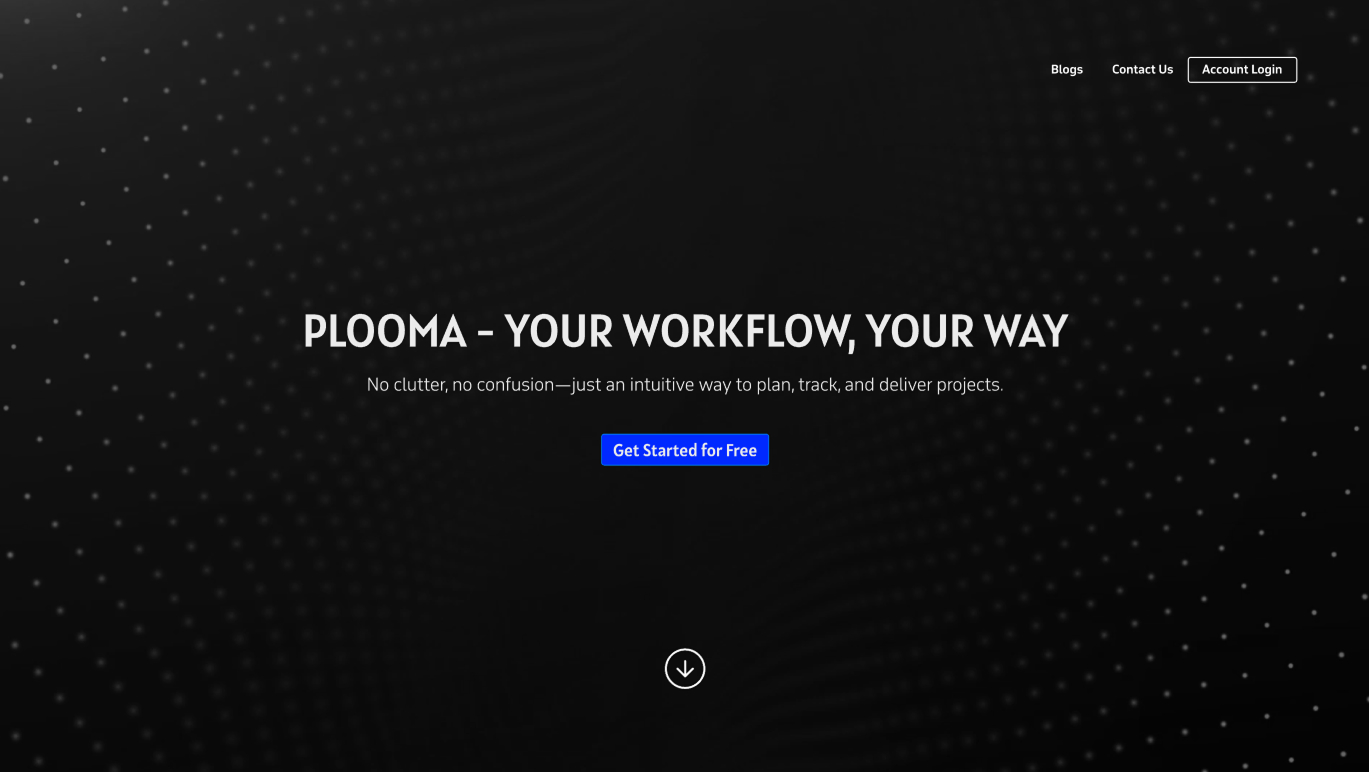 Blogs Contact Us Account Login
PLOOMA - YOUR WORKFLOW, YOUR WAY
No clutter, no confusion—just an intuitive way to plan, track, and deliver projects.
Get Started for Free